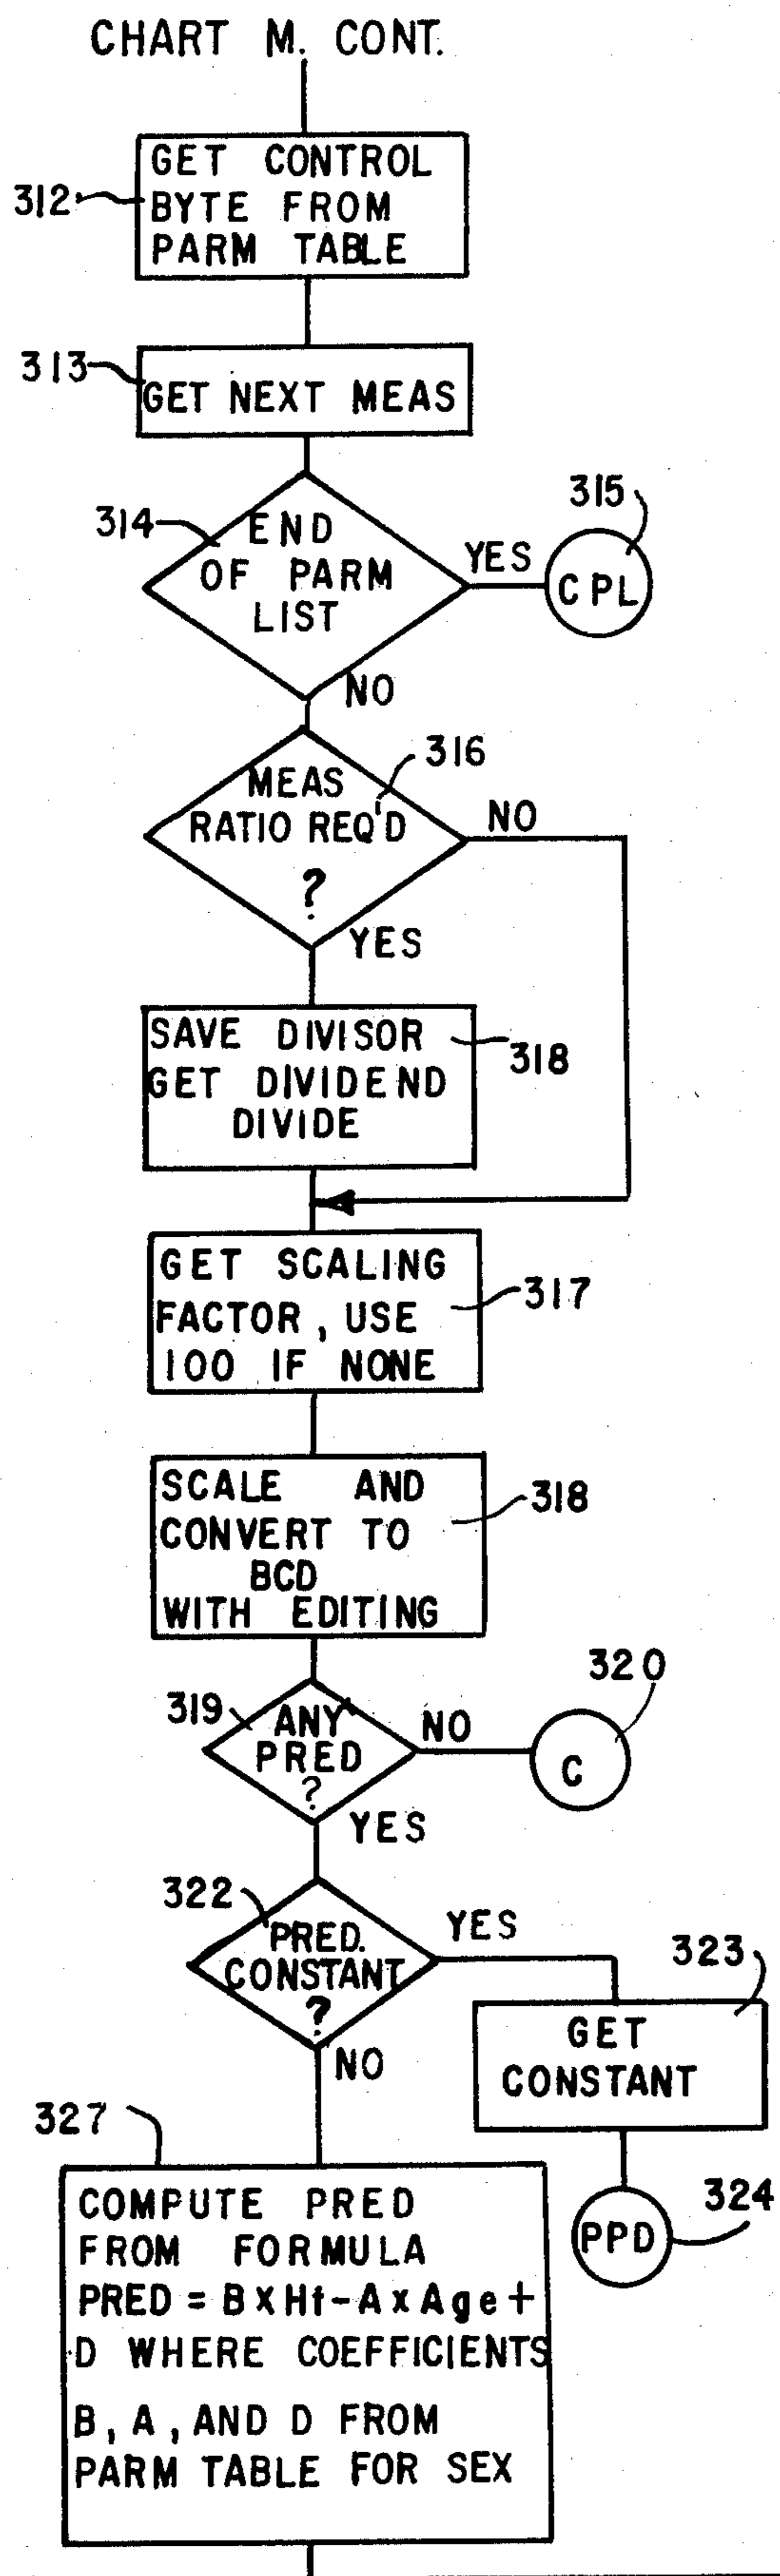 CHART M. CONT.
312
GET CONTROL
BYTE FROM
PARM TABLE
313
GET NEXT MEAS
314
END
OF PARM
LIST
YES
315
CPL
NO
316
MEAS
RATIO REQ'D
?
NO
YES
SAVE DIVISOR
GET DIVIDEND
DIVIDE
318
GET SCALING
FACTOR, USE
100 IF NONE
317
SCALE AND
CONVERT TO
BCD
WITH EDITING
318
319
ANY
PRED
?
NO
320
C
YES
322
PRED.
CONSTANT
?
YES
323
GET
CONSTANT
NO
324
PPD
327
COMPUTE PRED
FROM FORMULA
PRED = B x Ht - A x Age +
D WHERE COEFFICIENTS
B, A, AND D FROM
PARM TABLE FOR SEX